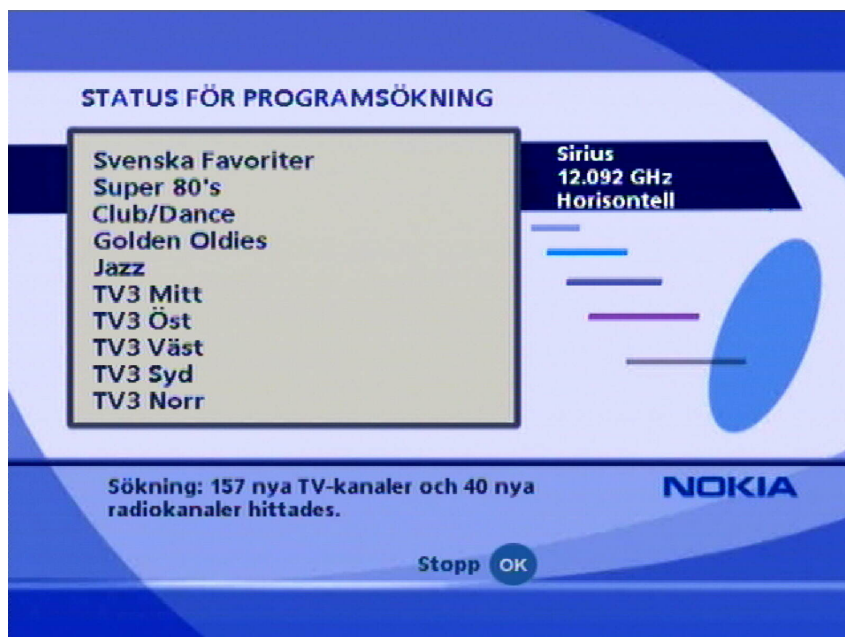 STATUS FÖR PROGRAMSÖKNING
Svenska Favoriter
Super 80's
Club/Dance
Golden Oldies
Jazz
TV3 Mitt
TV3 Öst
TV3 Väst
TV3 Syd
TV3 Norr
Sirius
12.092 GHz
Horisontell
Sökning: 157 nya TV-kanaler och 40 nya
radiokanaler hittades.
NOKIA
Stopp OK